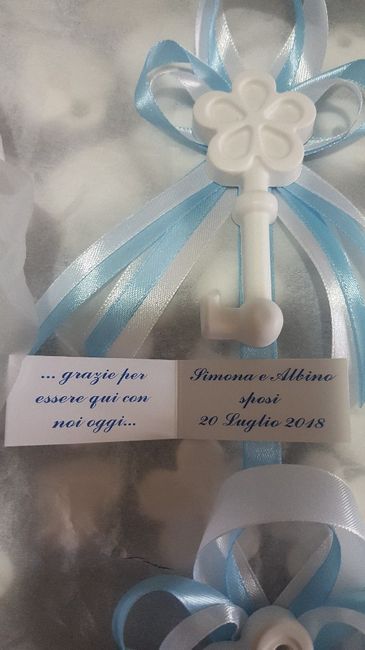 ... grazie per
essere qui con
noi oggi...
Simona e Albino
sposi
20 Luglio 2018